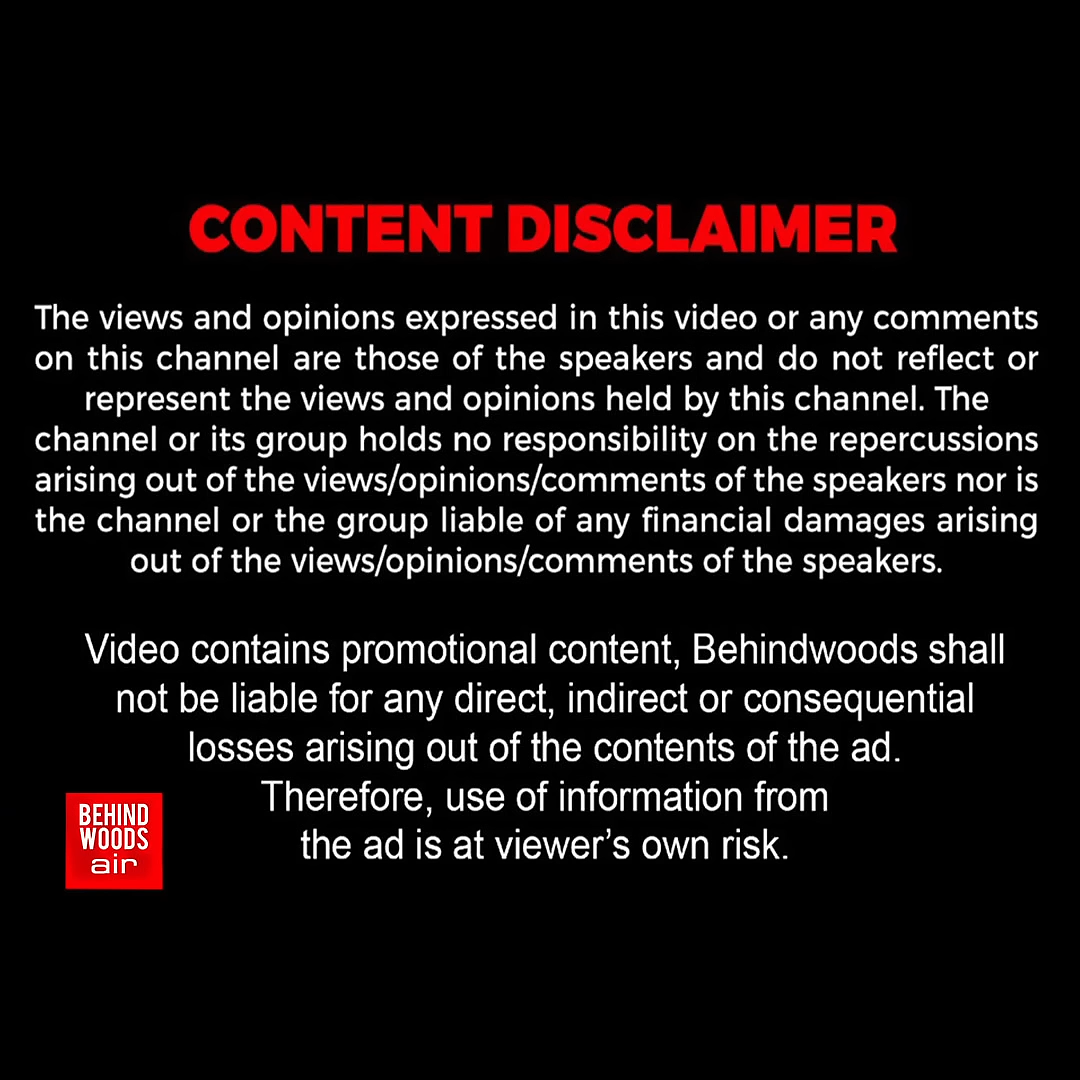 CONTENT DISCLAIMER
The views and opinions expressed in this video or any comments
on this channel are those of the speakers and do not reflect or
represent the views and opinions held by this channel. The
channel or its group holds no responsibility on the repercussions
arising out of the views/opinions/comments of the speakers nor is
the channel or the group liable of any financial damages arising
out of the views/opinions/comments of the speakers.
Video contains promotional content, Behindwoods shall
not be liable for any direct, indirect or consequential
losses arising out of the contents of the ad.
Therefore, use of information from
the ad is at viewer’s own risk.
BEHIND
WOODS
air